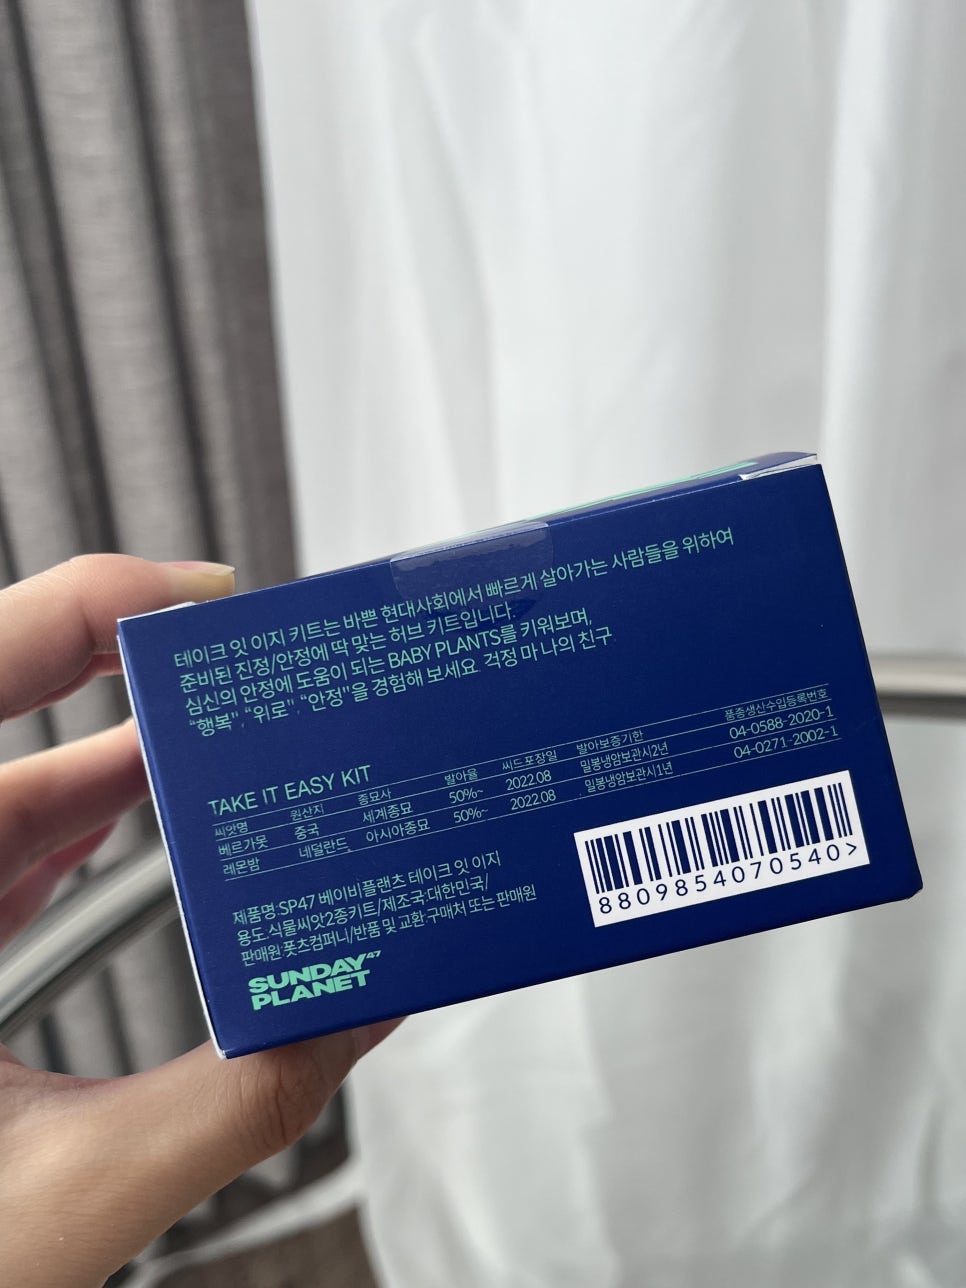 테이크 잇 이지 키트는 바쁜 현대사회에서 빠르게 살아가는 사람들을 위하여
준비된 진정/안정에 딱 맞는 허브 키트입니다.
심신의 안정에 도움이 되는 BABY PLANTS를 키워보며,
"행복", "위로", "안정"을 경험해 보세요. 걱정 마 나의 친구.
TAKE IT EASY KIT
씨앗명 원산지 종묘사 발아율 씨드포장일 발아보증기한 품종생산수입등록번호
베르가못 중국 세계종묘 50%~ 2022.08 밀봉냉암보관시2년 04-0588-2020-1
레몬밤 네덜란드 아시아종묘 50%~ 2022.08 밀봉냉암보관시1년 04-0271-2002-1
제품명:SP47 베이비플랜츠 테이크 잇 이지
용도:식물씨앗2종키트/제조국:대한민국/
판매원:풋츠컴퍼니/반품 및 교환:구매처 또는 판매원
SUNDAY47
PLANET
8809854070540>